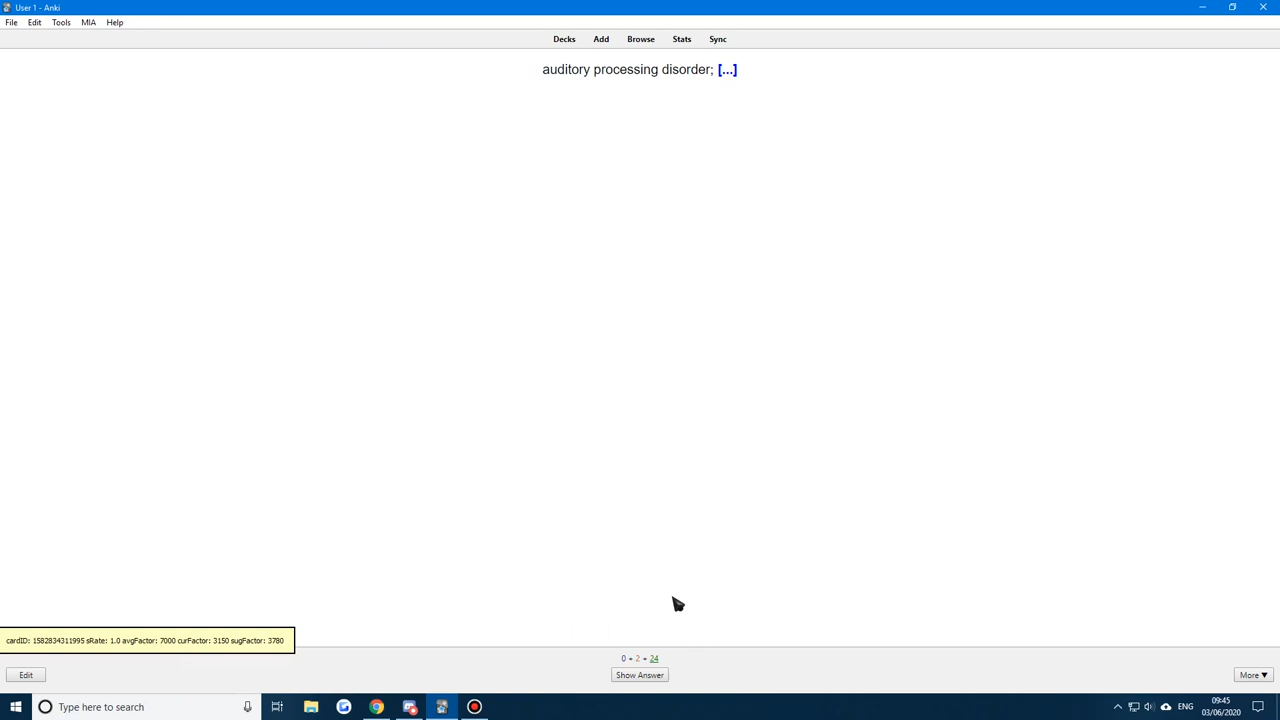 User 1 - Anki
File Edit Tools MIA Help
Decks Add Browse Stats Sync
auditory processing disorder; [...]
cardID: 1582834311995 sRate: 1.0 avgFactor: 7000 curFactor: 3150 sugFactor: 3780
0 + 2 + 24
Edit Show Answer More ▼
Type here to search
ENG
09:45
03/06/2020